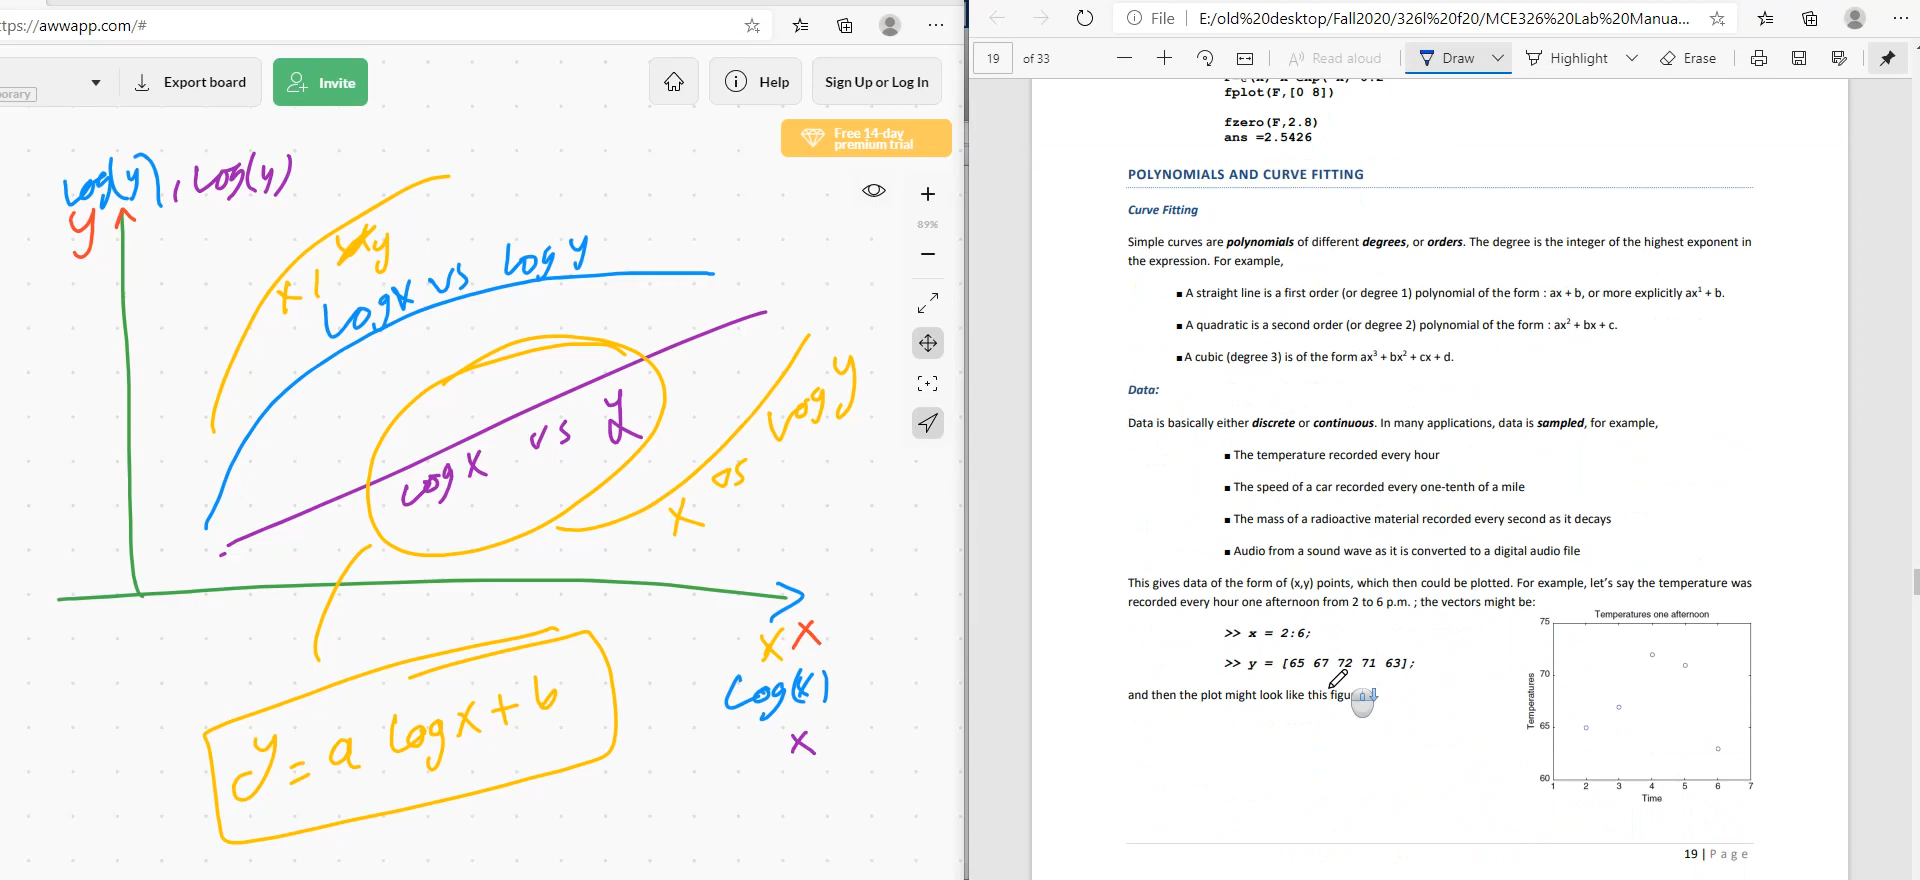 ttps://awwapp.com/#
orary
Export board
Invite
Help
Sign Up or Log In
Free 14-day
premium trial
89%
Log(y), Log(y)
y
Log x vs log y
Log x vs y
x vs Log y
x x
Log(x)
x
y = a log x + b
File
E:/old%20desktop/Fall2020/326l%20f20/MCE326%20Lab%20Manua...
19 of 33
Read aloud
Draw
Highlight
Erase
fplot(F,[0 8])
fzero(F,2.8)
ans =2.5426
POLYNOMIALS AND CURVE FITTING
Curve Fitting
Simple curves are polynomials of different degrees, or orders. The degree is the integer of the highest exponent in
the expression. For example,
▪ A straight line is a first order (or degree 1) polynomial of the form : ax + b, or more explicitly ax¹ + b.
▪ A quadratic is a second order (or degree 2) polynomial of the form : ax² + bx + c.
▪ A cubic (degree 3) is of the form ax³ + bx² + cx + d.
Data:
Data is basically either discrete or continuous. In many applications, data is sampled, for example,
▪ The temperature recorded every hour
▪ The speed of a car recorded every one-tenth of a mile
▪ The mass of a radioactive material recorded every second as it decays
▪ Audio from a sound wave as it is converted to a digital audio file
This gives data of the form of (x,y) points, which then could be plotted. For example, let's say the temperature was
recorded every hour one afternoon from 2 to 6 p.m. ; the vectors might be:
>> x = 2:6;
>> y = [65 67 72 71 63];
and then the plot might look like this figu
Temperatures one afternoon
75
70
65
60
Temperatures
1 2 3 4 5 6 7
Time
19 | Page